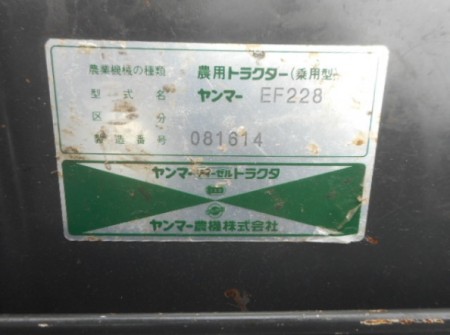 農業機械の種類 農用トラクター(乗用型)
型式名 ヤンマー EF228
区分
製造番号 081614
ヤンマーディーゼルトラクタ
ヤンマー農機株式会社